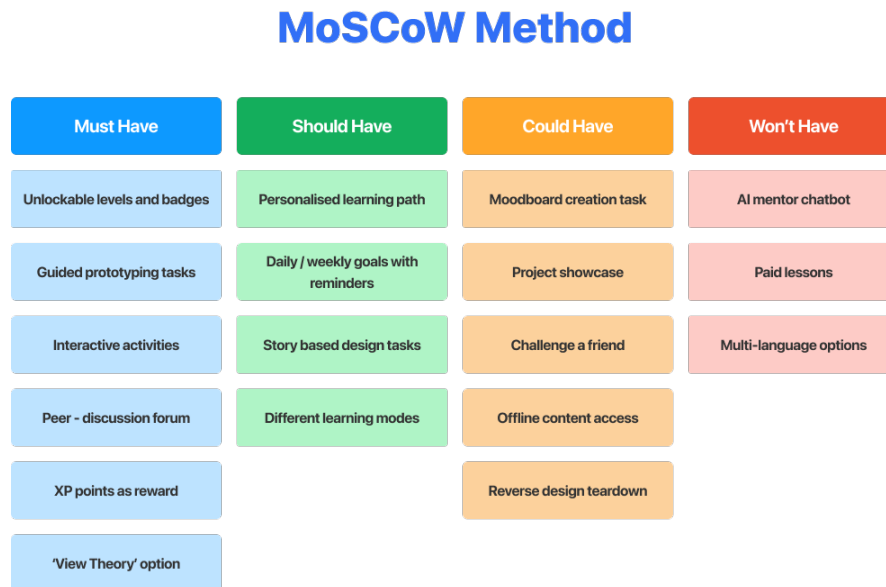 MoSCoW Method
Must Have
Should Have
Could Have
Won’t Have
Unlockable levels and badges
Personalised learning path
Moodboard creation task
AI mentor chatbot
Guided prototyping tasks
Daily / weekly goals with
reminders
Project showcase
Paid lessons
Interactive activities
Story based design tasks
Challenge a friend
Multi-language options
Peer - discussion forum
Different learning modes
Offline content access
XP points as reward
Reverse design teardown
‘View Theory’ option